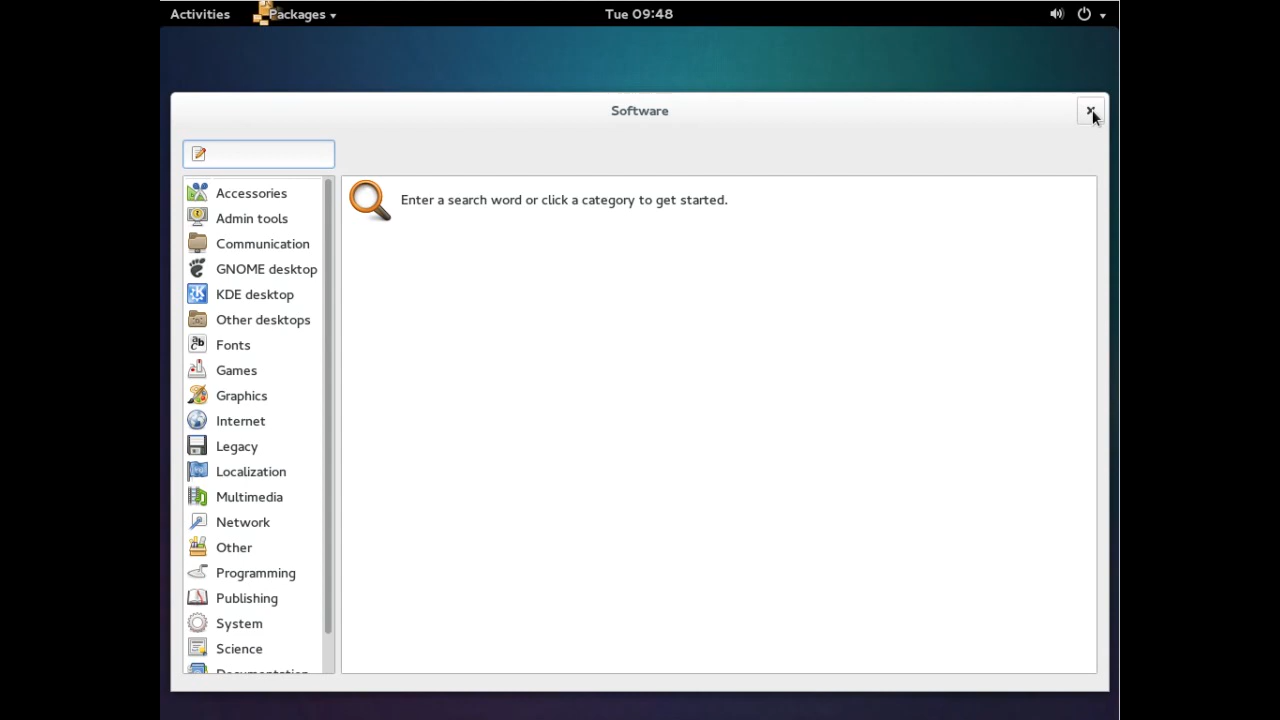 Activities Packages Tue 09:48
Software
Enter a search word or click a category to get started.
Accessories
Admin tools
Communication
GNOME desktop
KDE desktop
Other desktops
Fonts
Games
Graphics
Internet
Legacy
Localization
Multimedia
Network
Other
Programming
Publishing
System
Science
Documentation